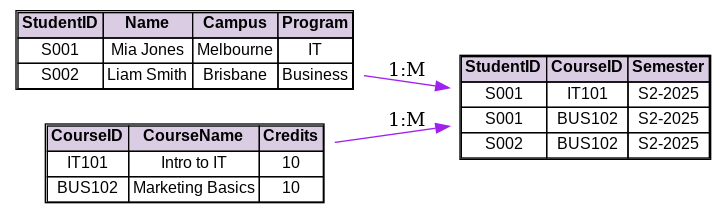 StudentID Name Campus Program
S001 Mia Jones Melbourne IT
S002 Liam Smith Brisbane Business
1:M
StudentID CourseID Semester
S001 IT101 S2-2025
S001 BUS102 S2-2025
S002 BUS102 S2-2025
1:M
CourseID CourseName Credits
IT101 Intro to IT 10
BUS102 Marketing Basics 10